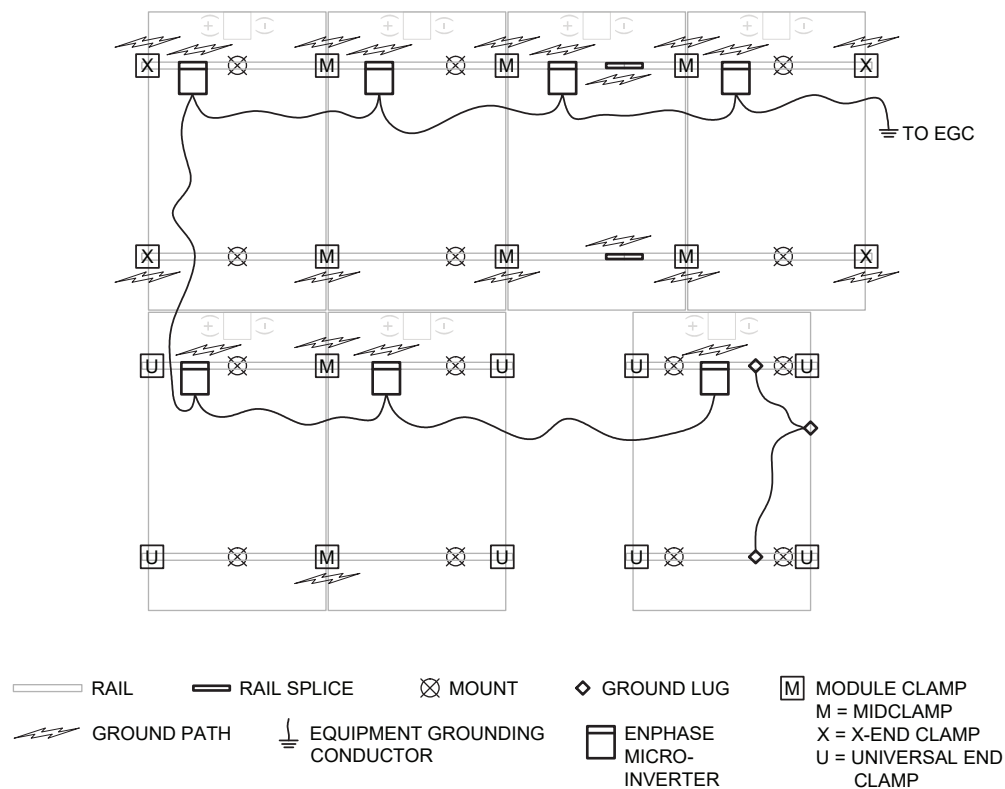 (+) (-) (+) (-) (+) (-) (+) (-)
X M M M X
TO EGC
X M M M X
(+) (-) (+) (-) (+) (-)
U M U U U
U M U U U
RAIL
RAIL SPLICE
MOUNT
GROUND LUG
M MODULE CLAMP
M = MIDCLAMP
X = X-END CLAMP
U = UNIVERSAL END
CLAMP
GROUND PATH
EQUIPMENT GROUNDING
CONDUCTOR
ENPHASE
MICRO-
INVERTER